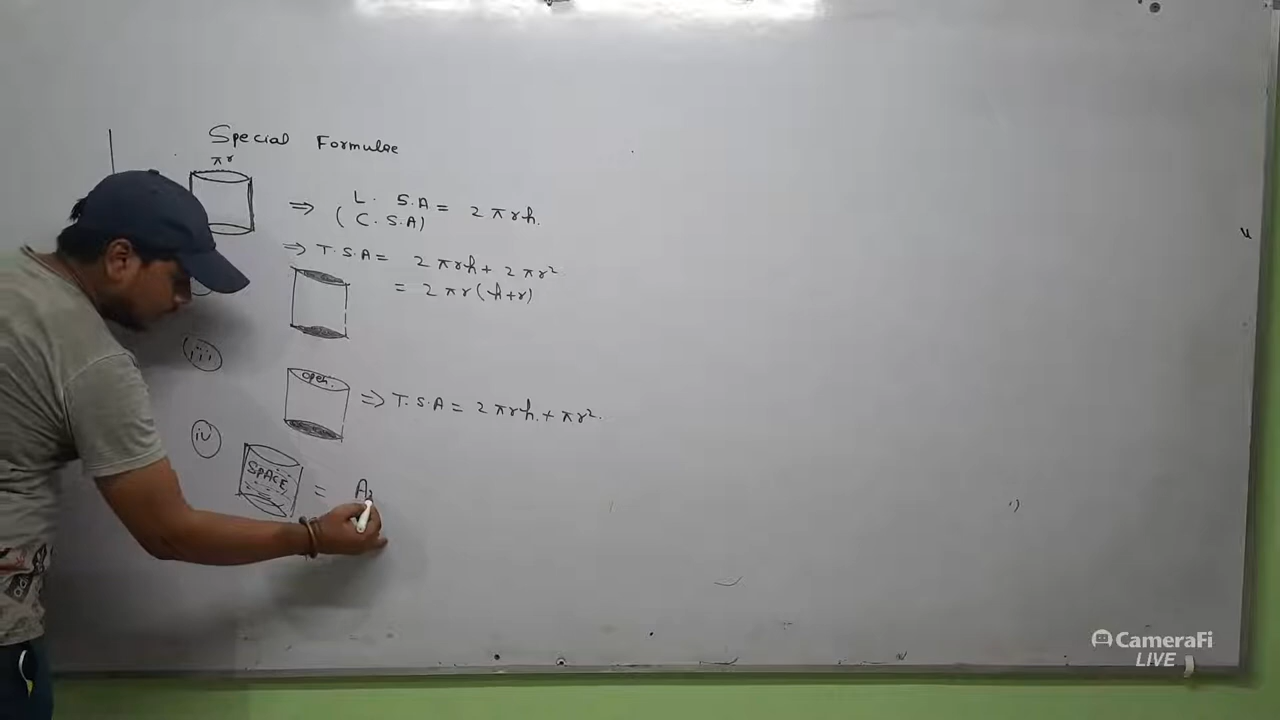 Special Formulae
πr
⇒ L. S.A = 2πrh.
(C.S.A)
⇒ T.S.A = 2πrh + 2πr²
= 2πr(h+r)
(iii)
open.
⇒ T.S.A = 2πrh. + πr².
(iv)
SPACE
=
CameraFi
LIVE